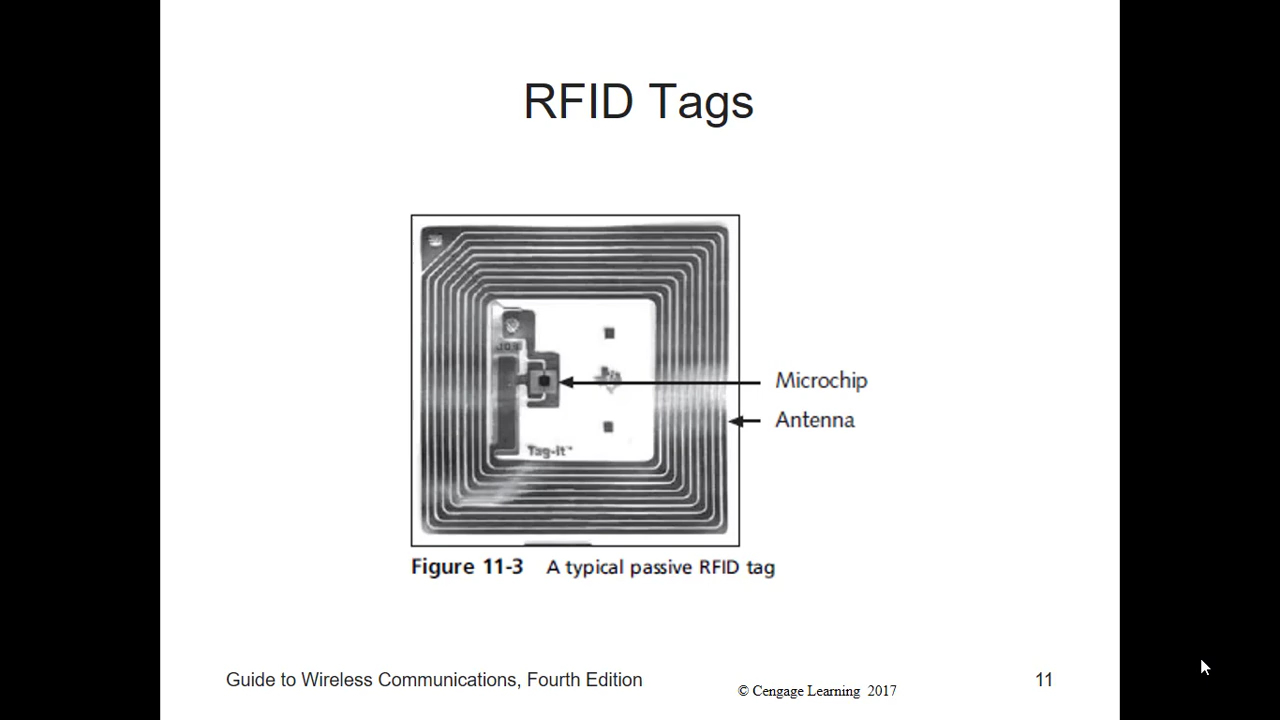 RFID Tags
Microchip
Antenna
Tag-it™
Figure 11-3 A typical passive RFID tag
Guide to Wireless Communications, Fourth Edition
© Cengage Learning 2017
11